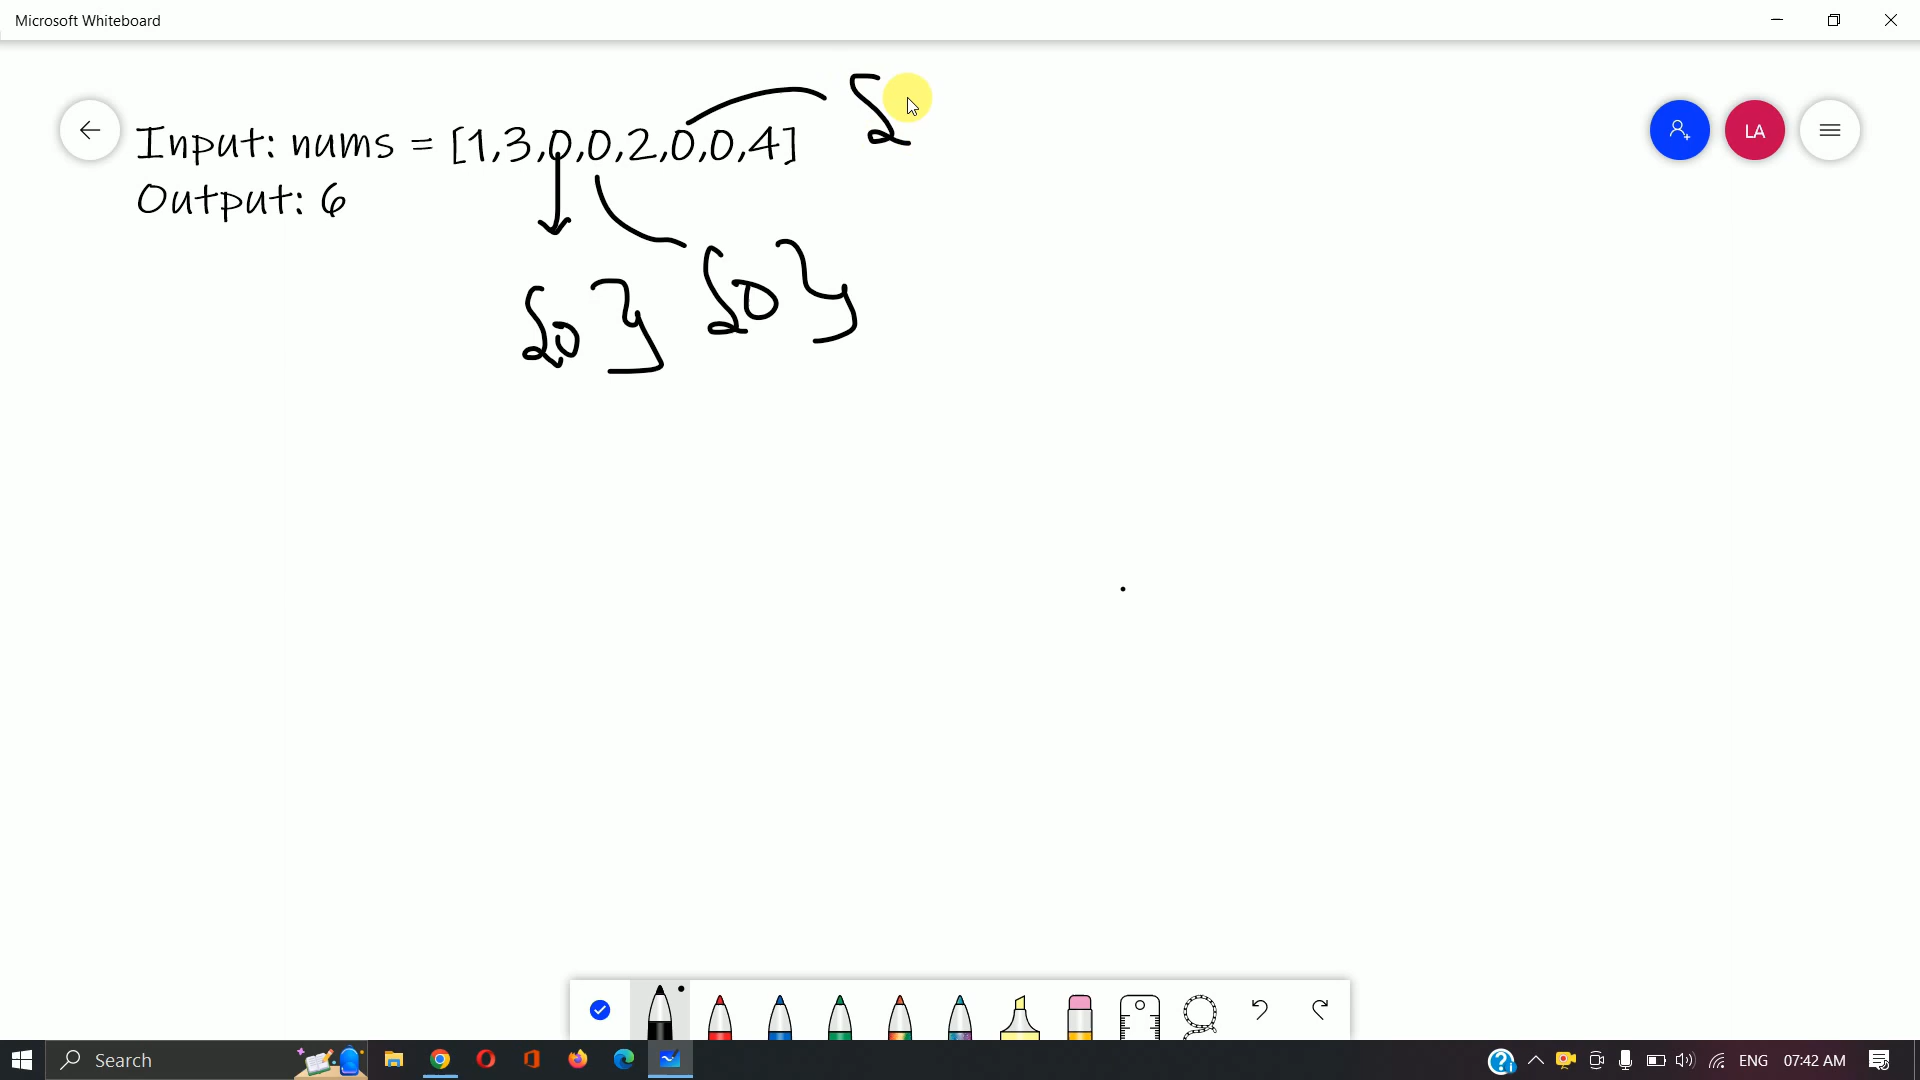 Microsoft Whiteboard
Input: nums = [1,3,0,0,2,0,0,4]
Output: 6
{
{0} {0}
LA
Search
ENG 07:42 AM